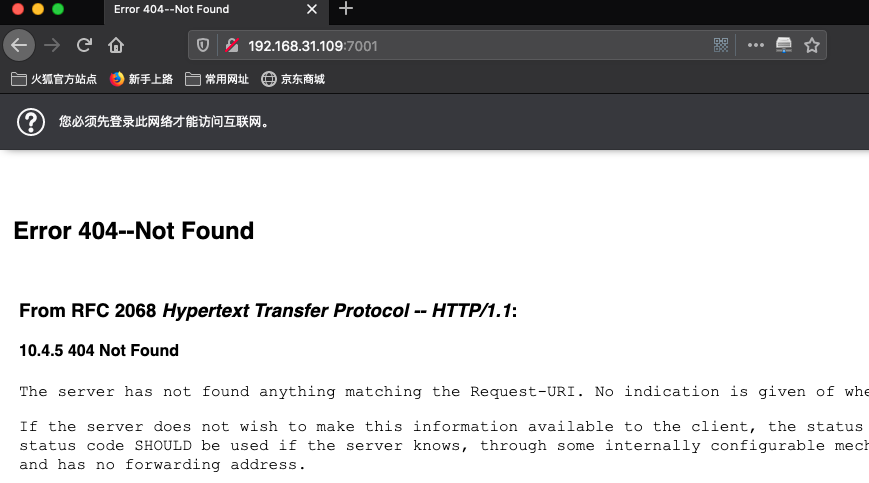 Error 404--Not Found
192.168.31.109:7001
火狐官方站点 新手上路 常用网址 京东商城
您必须先登录此网络才能访问互联网。
Error 404--Not Found
From RFC 2068 Hypertext Transfer Protocol -- HTTP/1.1:
10.4.5 404 Not Found
The server has not found anything matching the Request-URI. No indication is given of
If the server does not wish to make this information available to the client, the status
status code SHOULD be used if the server knows, through some internally configurable
and has no forwarding address.